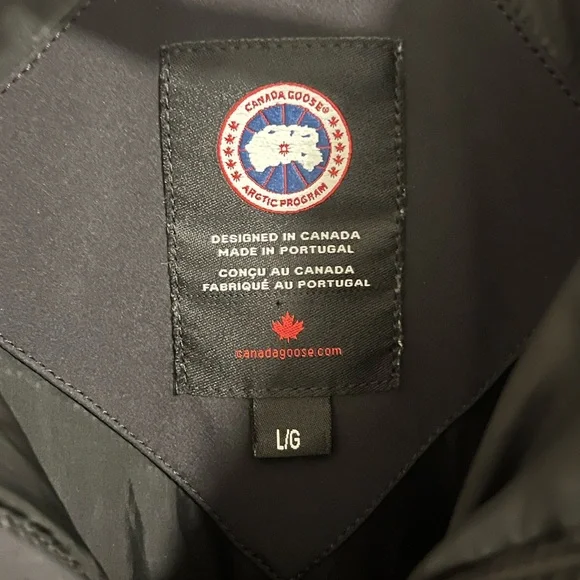 CANADA GOOSE®
ARCTIC PROGRAM
DESIGNED IN CANADA
MADE IN PORTUGAL
CONÇU AU CANADA
FABRIQUÉ AU PORTUGAL
canadagoose.com
L/G